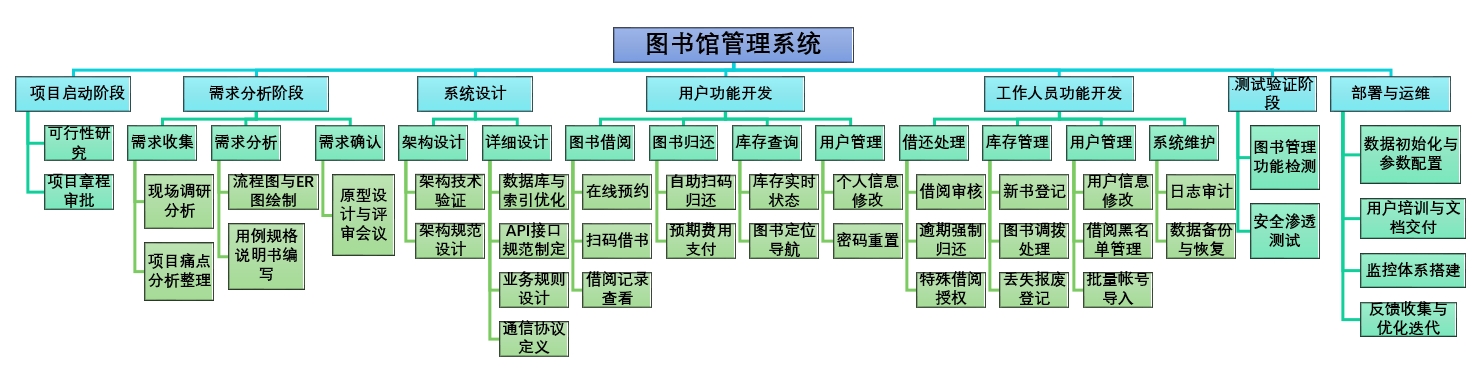 图书馆管理系统
项目启动阶段
可行性研
究
项目章程
审批
需求分析阶段
需求收集
现场调研
分析
项目痛点
分析整理
需求分析
流程图与ER
图绘制
用例规格
说明书编
写
需求确认
原型设
计与评
审会议
系统设计
架构设计
架构技术
验证
架构规范
设计
详细设计
数据库与
索引优化
API接口
规范制定
业务规则
设计
通信协议
定义
用户功能开发
图书借阅
在线预约
扫码借书
借阅记录
查看
图书归还
自助扫码
归还
预期费用
支付
库存查询
库存实时
状态
图书定位
导航
用户管理
个人信息
修改
密码重置
工作人员功能开发
借还处理
借阅审核
逾期强制
归还
特殊借阅
授权
库存管理
新书登记
图书调拨
处理
丢失报废
登记
用户管理
用户信息
修改
借阅黑名
单管理
批量帐号
导入
系统维护
日志审计
数据备份
与恢复
测试验证阶
段
图书管理
功能检测
安全渗透
测试
部署与运维
数据初始化与
参数配置
用户培训与文
档交付
监控体系搭建
反馈收集与
优化迭代